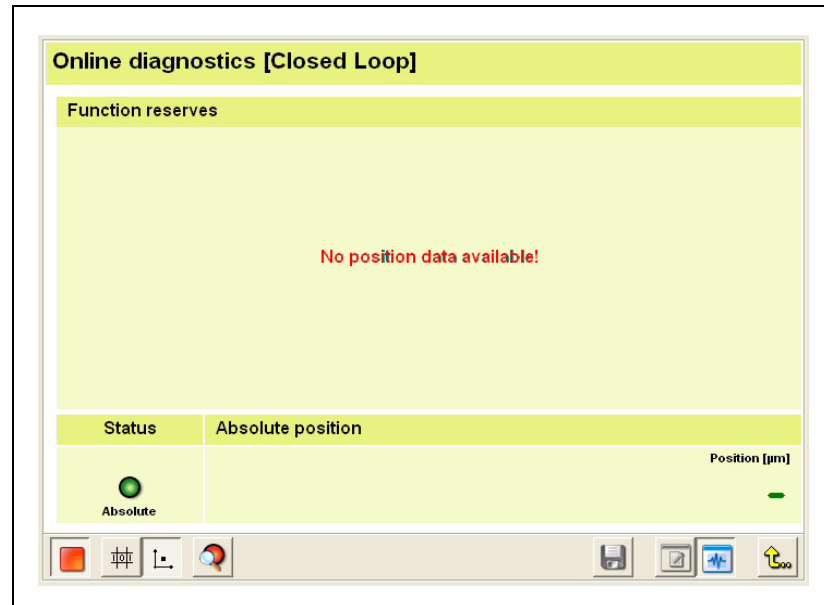 Online diagnostics [Closed Loop]
Function reserves
No position data available!
Status
Absolute position
Position [µm]
Absolute
-